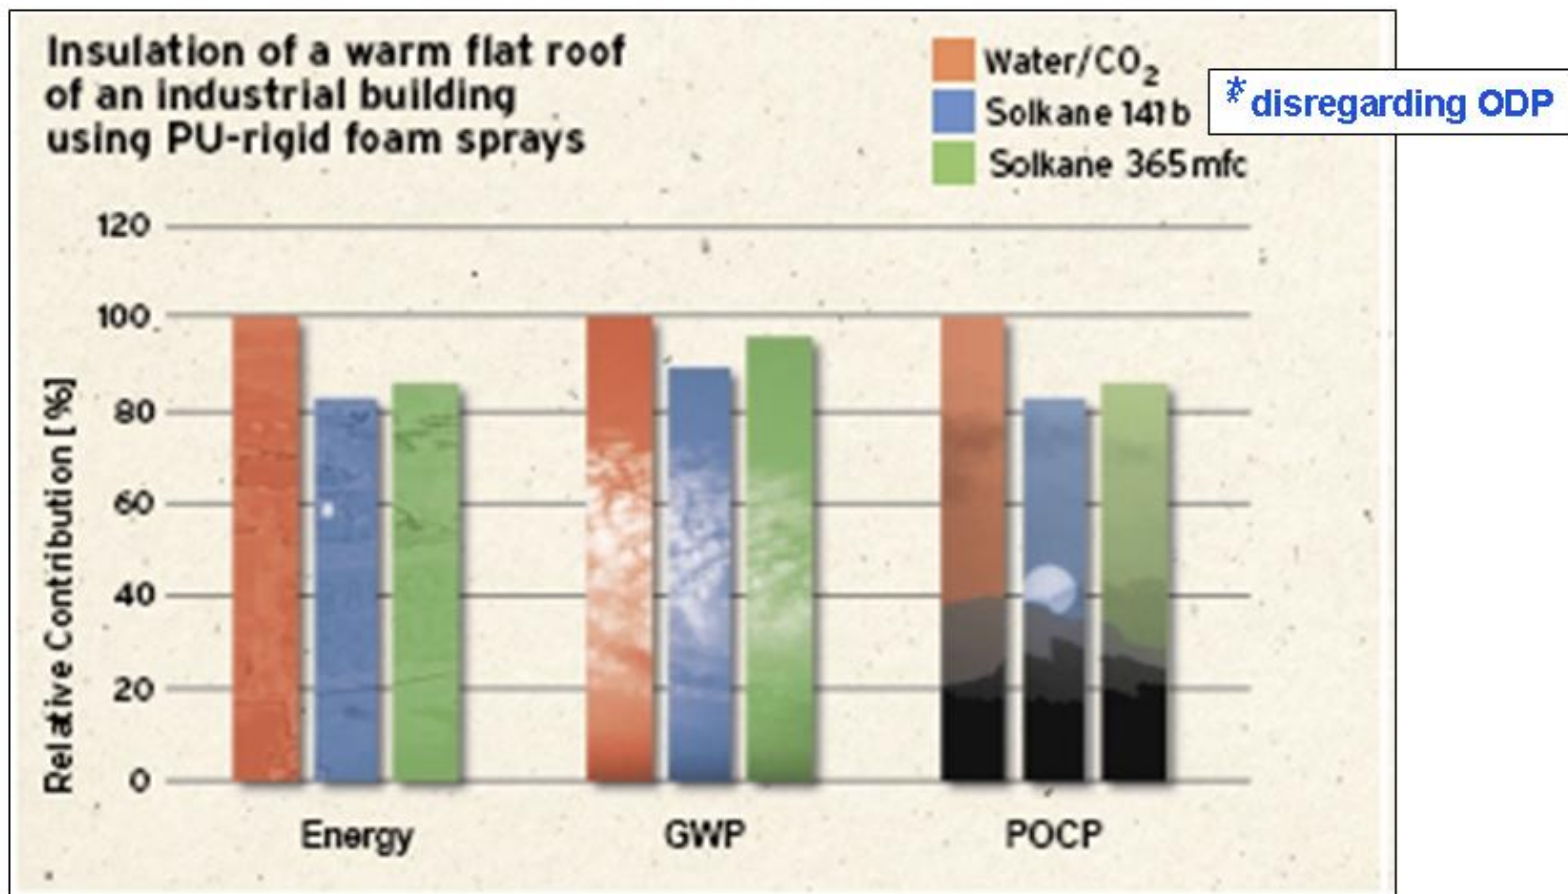 Insulation of a warm flat roof
of an industrial building
using PU-rigid foam sprays
Water/CO₂
Solkane 141b
* disregarding ODP
Solkane 365mfc
Relative Contribution [%]
120
100
80
60
40
20
0
Energy GWP POCP